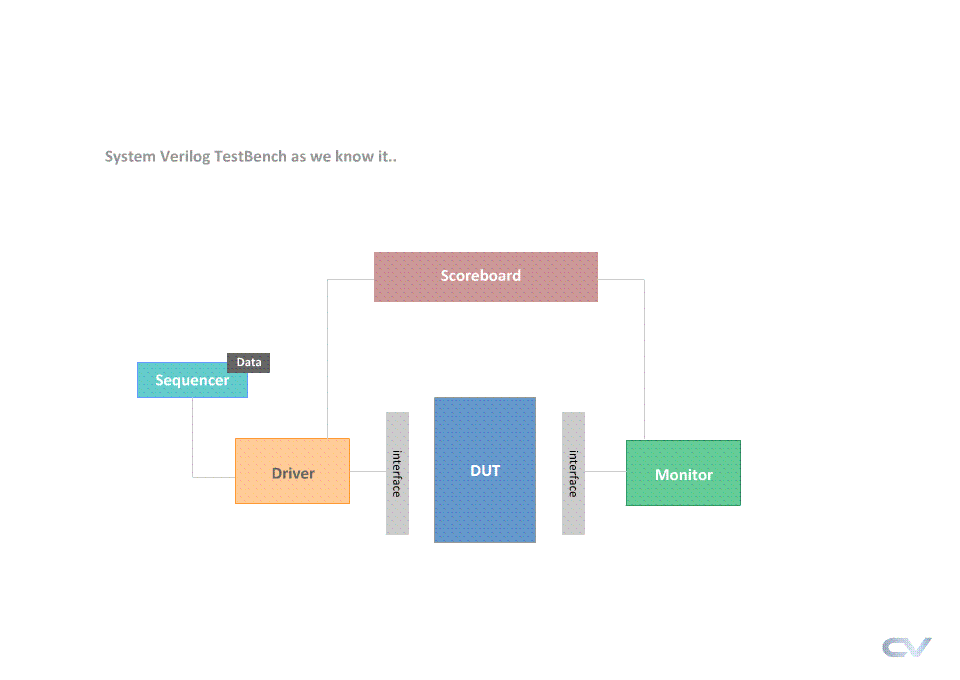 System Verilog TestBench as we know it..
Scoreboard
Data
Sequencer
Driver
interface
DUT
interface
Monitor
CV